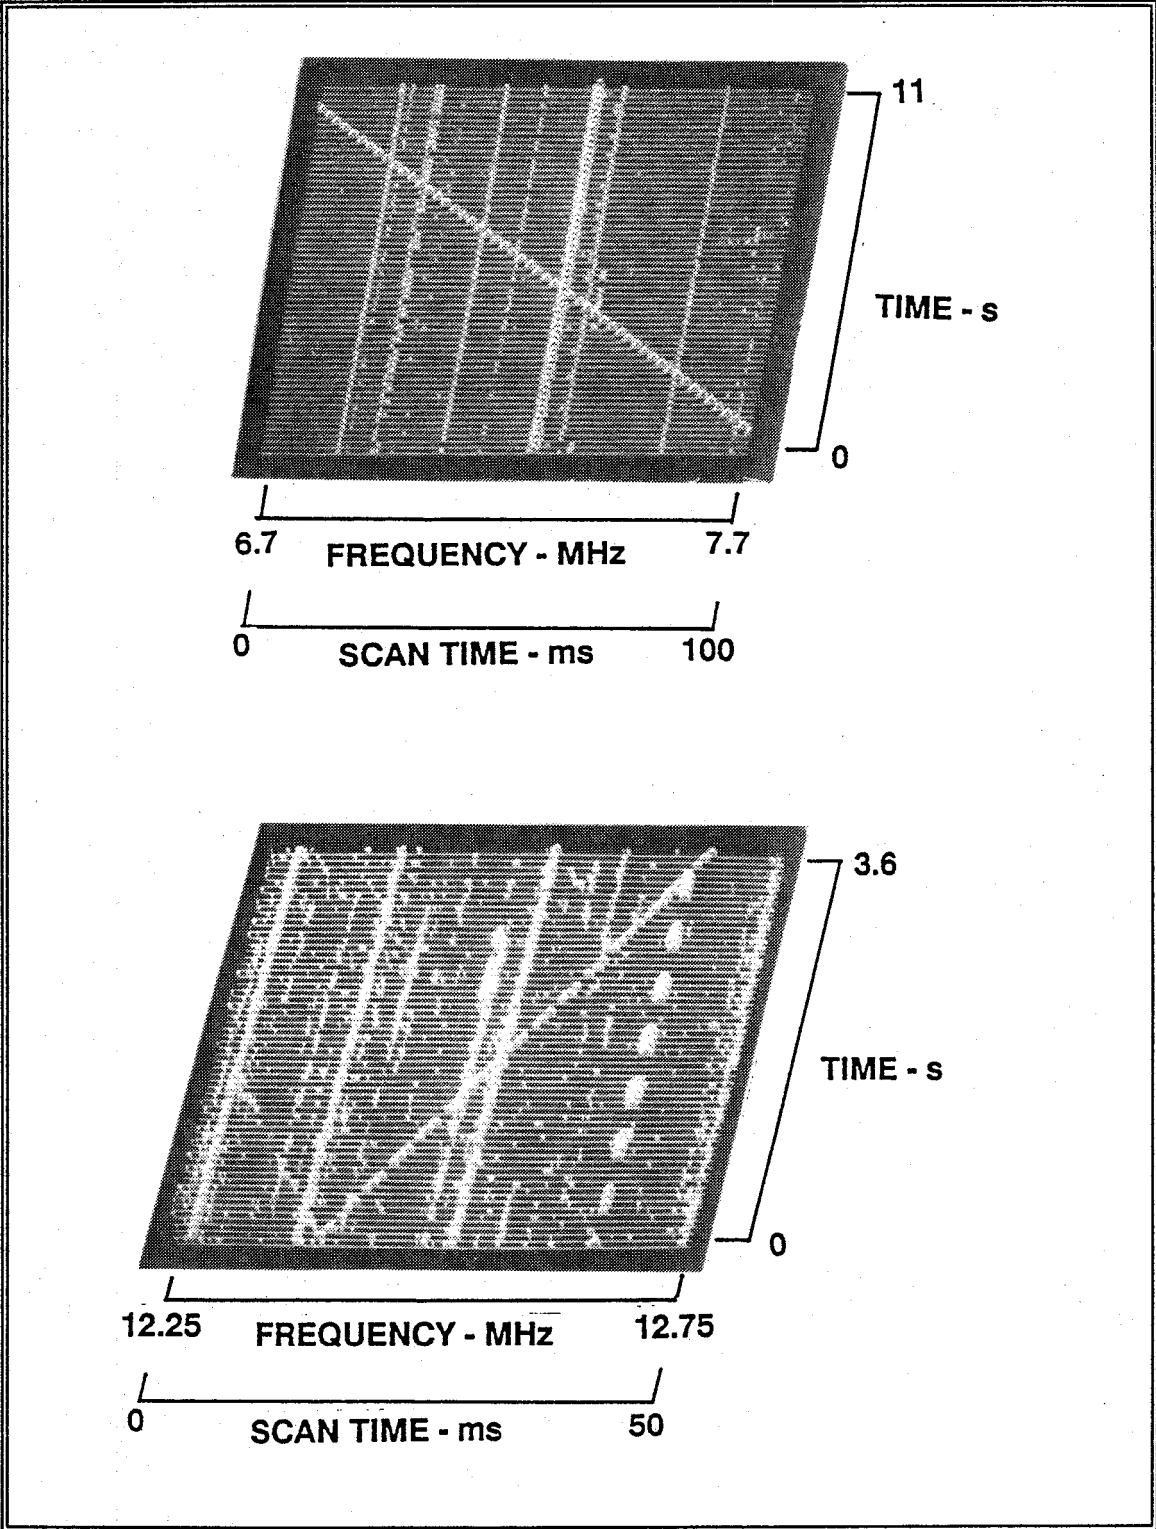 11
TIME - s
0
6.7 FREQUENCY - MHz 7.7
0 SCAN TIME - ms 100
3.6
TIME - s
0
12.25 FREQUENCY - MHz 12.75
0 SCAN TIME - ms 50